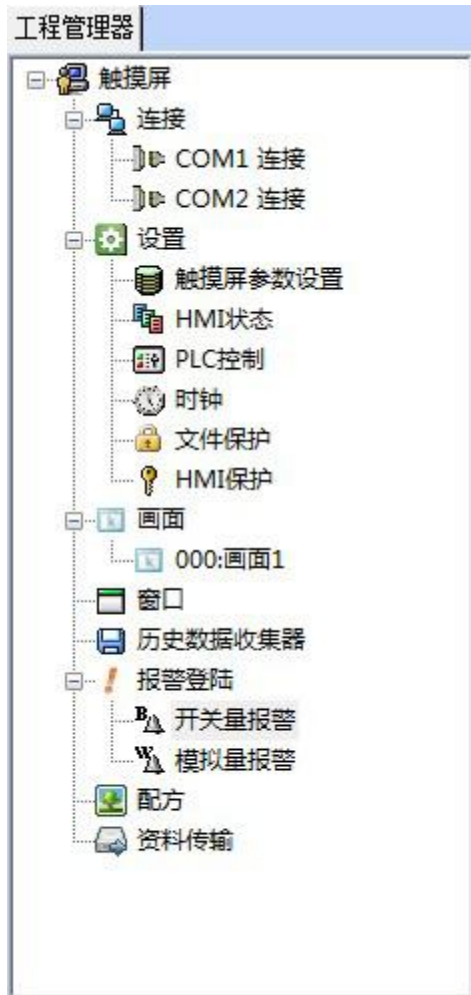 工程管理器
触摸屏
连接
COM1 连接
COM2 连接
设置
触摸屏参数设置
HMI状态
PLC控制
时钟
文件保护
HMI保护
画面
000:画面1
窗口
历史数据收集器
报警登陆
开关量报警
模拟量报警
配方
资料传输